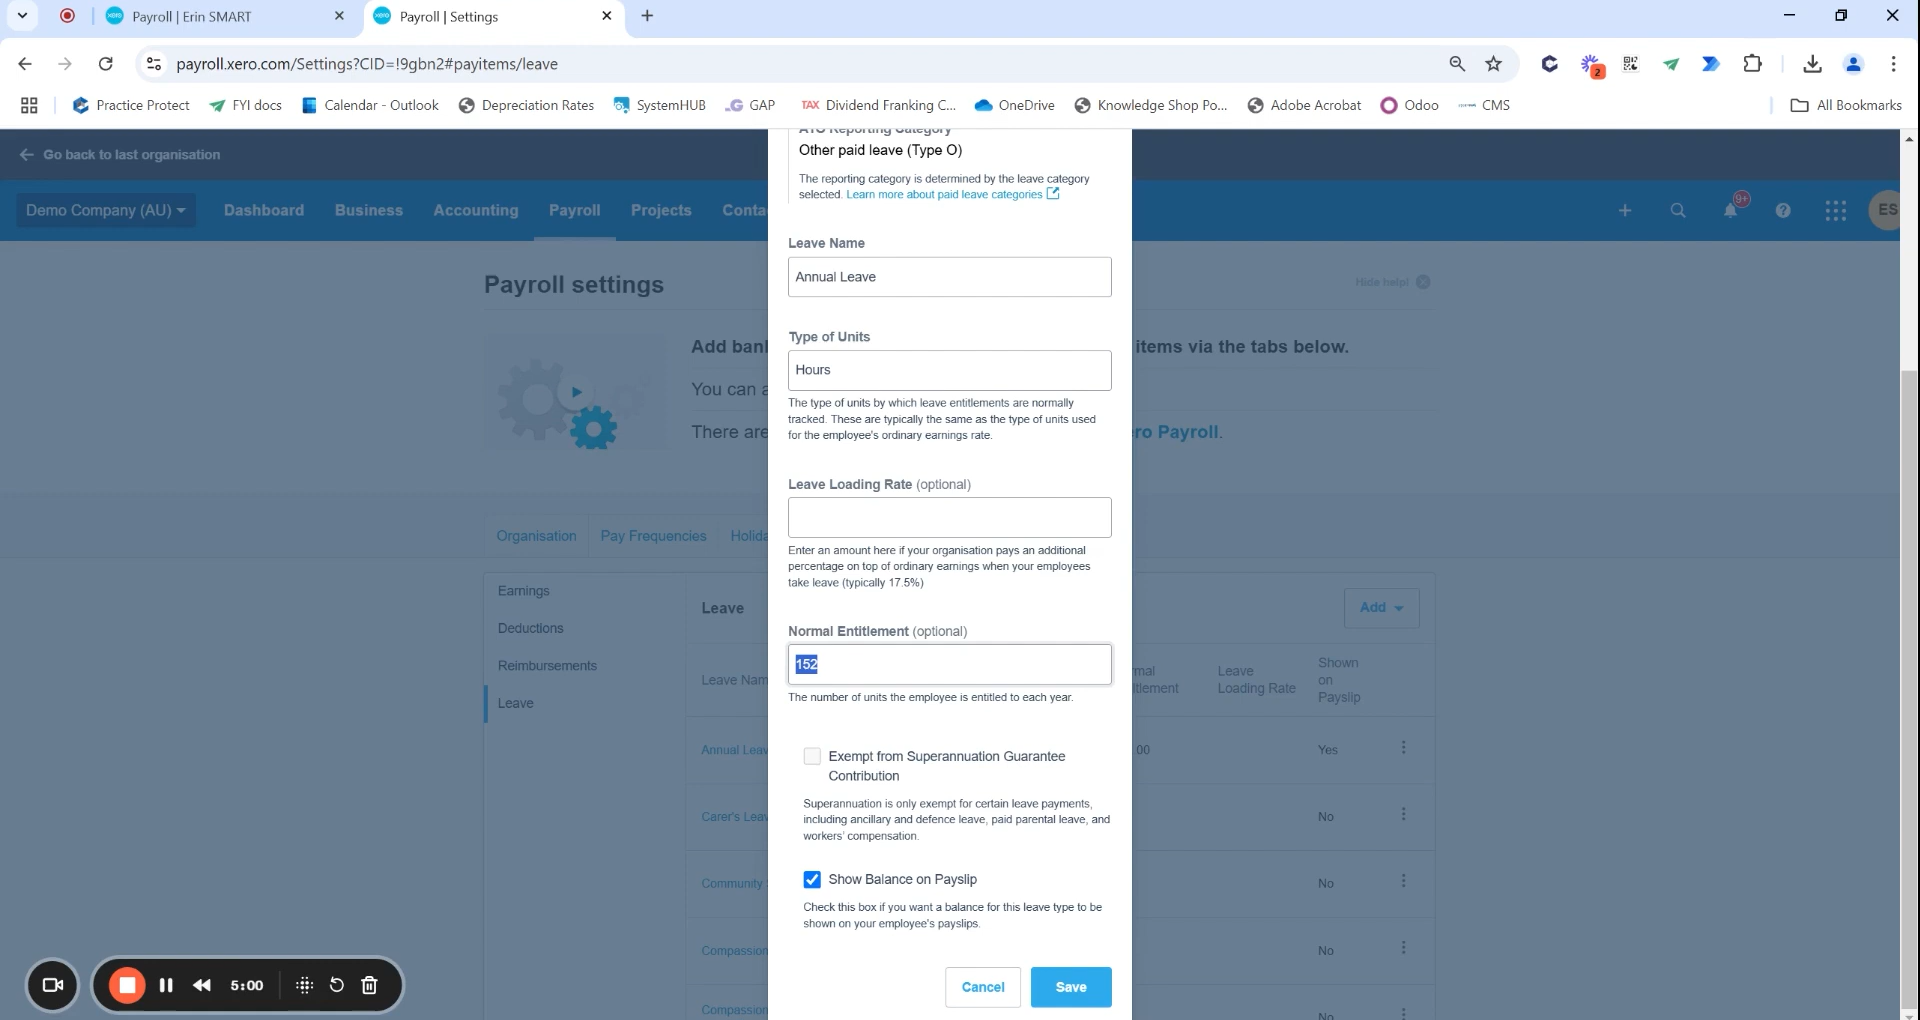 Payroll | Erin SMART
Payroll | Settings
payroll.xero.com/Settings?CID=!9gbn2#payitems/leave
2
Practice Protect
FYI docs
Calendar - Outlook
Depreciation Rates
SystemHUB
GAP
TAX Dividend Franking C...
OneDrive
Knowledge Shop Po...
Adobe Acrobat
Odoo
CMS
All Bookmarks
Go back to last organisation
Demo Company (AU)
Dashboard
Business
Accounting
Payroll
Projects
Conta
9+
ES
Payroll settings
Hide help!
Add ban
items via the tabs below.
You can a
There are
ro Payroll.
Organisation
Pay Frequencies
Holida
Earnings
Deductions
Reimbursements
Leave
Leave
Add
Leave Nam
mal
itlement
Leave
Loading Rate
Shown
on
Payslip
Annual Leav
00
Yes
Carer's Leav
No
Community
No
Compassion
No
Compassion
No
ATO Reporting Category
Other paid leave (Type O)
The reporting category is determined by the leave category
selected. Learn more about paid leave categories
Leave Name
Annual Leave
Type of Units
Hours
The type of units by which leave entitlements are normally
tracked. These are typically the same as the type of units used
for the employee's ordinary earnings rate.
Leave Loading Rate (optional)
Enter an amount here if your organisation pays an additional
percentage on top of ordinary earnings when your employees
take leave (typically 17.5%)
Normal Entitlement (optional)
152
The number of units the employee is entitled to each year.
Exempt from Superannuation Guarantee
Contribution
Superannuation is only exempt for certain leave payments,
including ancillary and defence leave, paid parental leave, and
workers' compensation.
Show Balance on Payslip
Check this box if you want a balance for this leave type to be
shown on your employee's payslips.
Cancel
Save
5:00